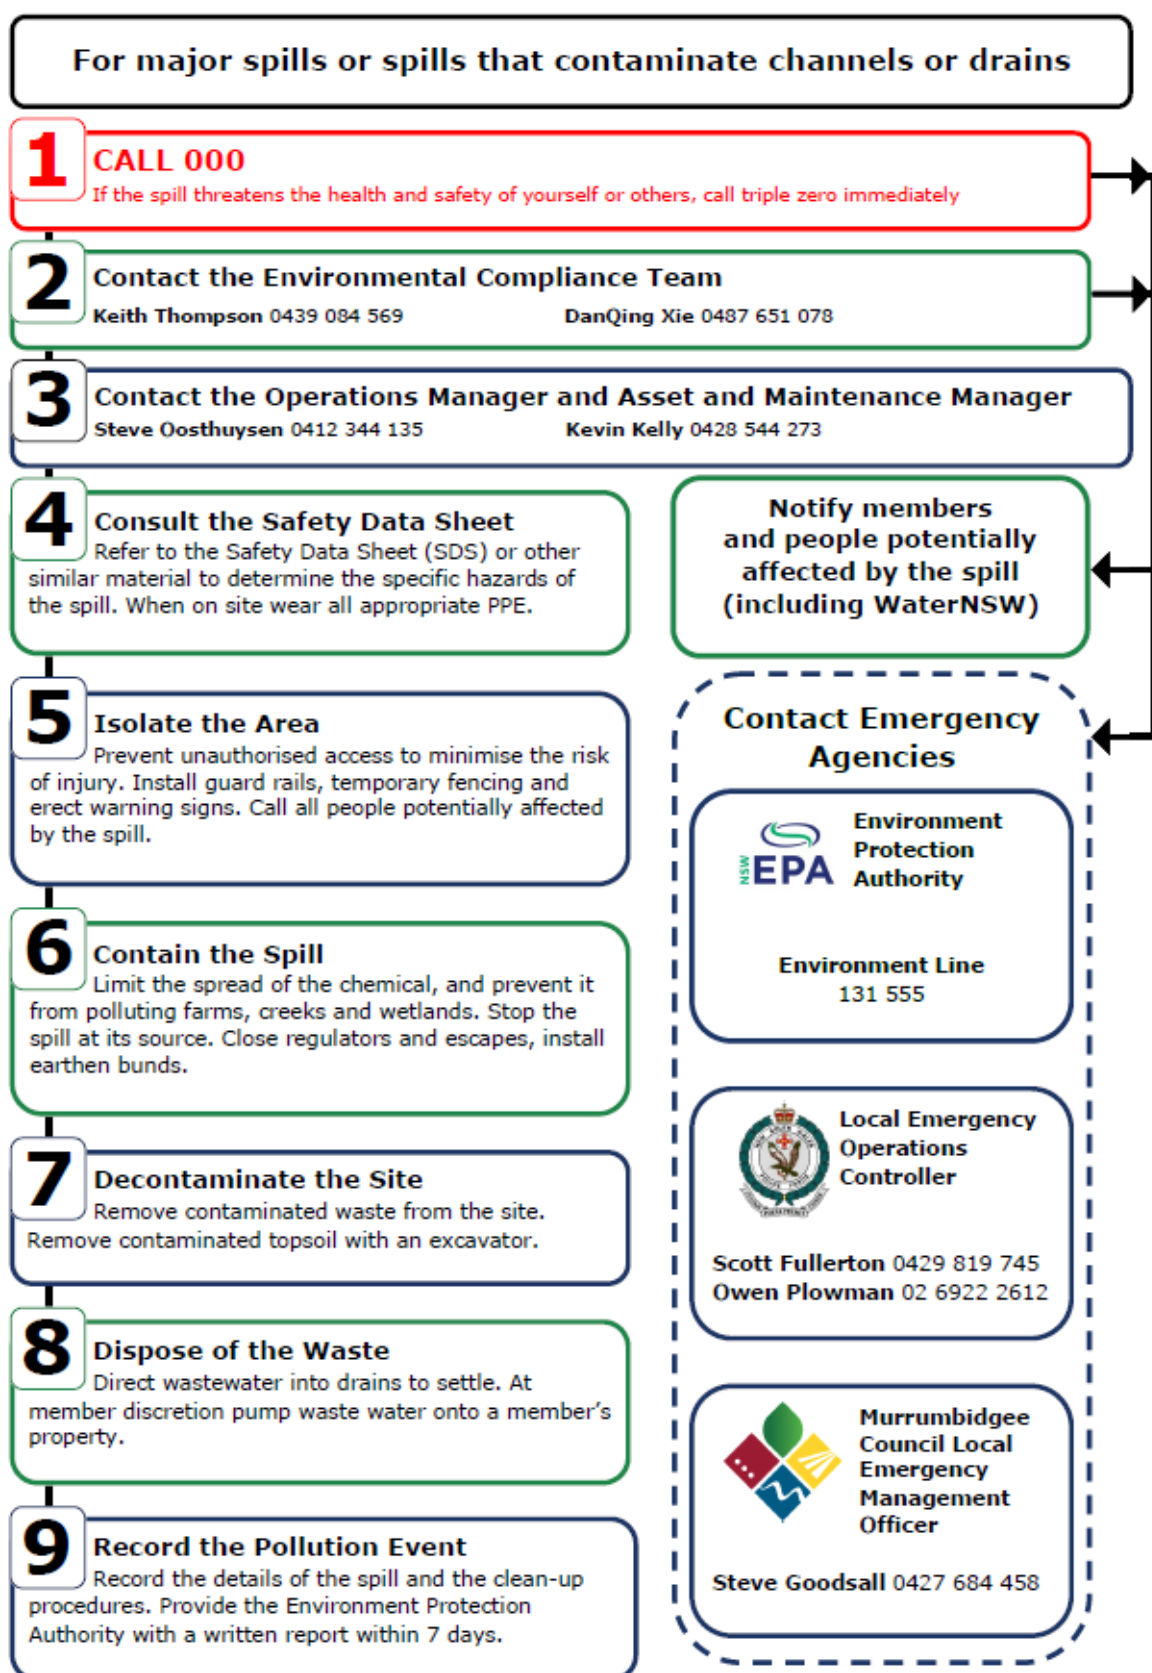 For major spills or spills that contaminate channels or drains
1
CALL 000
If the spill threatens the health and safety of yourself or others, call triple zero immediately
2
Contact the Environmental Compliance Team
Keith Thompson 0439 084 569
DanQing Xie 0487 651 078
3
Contact the Operations Manager and Asset and Maintenance Manager
Steve Oosthuysen 0412 344 135
Kevin Kelly 0428 544 273
4
Consult the Safety Data Sheet
Refer to the Safety Data Sheet (SDS) or other
similar material to determine the specific hazards of
the spill. When on site wear all appropriate PPE.
5
Isolate the Area
Prevent unauthorised access to minimise the risk
of injury. Install guard rails, temporary fencing and
erect warning signs. Call all people potentially affected
by the spill.
6
Contain the Spill
Limit the spread of the chemical, and prevent it
from polluting farms, creeks and wetlands. Stop the
spill at its source. Close regulators and escapes, install
earthen bunds.
7
Decontaminate the Site
Remove contaminated waste from the site.
Remove contaminated topsoil with an excavator.
8
Dispose of the Waste
Direct wastewater into drains to settle. At
member discretion pump waste water onto a member's
property.
9
Record the Pollution Event
Record the details of the spill and the clean-up
procedures. Provide the Environment Protection
Authority with a written report within 7 days.
Notify members
and people potentially
affected by the spill
(including WaterNSW)
Contact Emergency
Agencies
NSW
EPA
Environment
Protection
Authority
Environment Line
131 555
Local Emergency
Operations
Controller
Scott Fullerton 0429 819 745
Owen Plowman 02 6922 2612
Murrumbidgee
Council Local
Emergency
Management
Officer
Steve Goodsall 0427 684 458